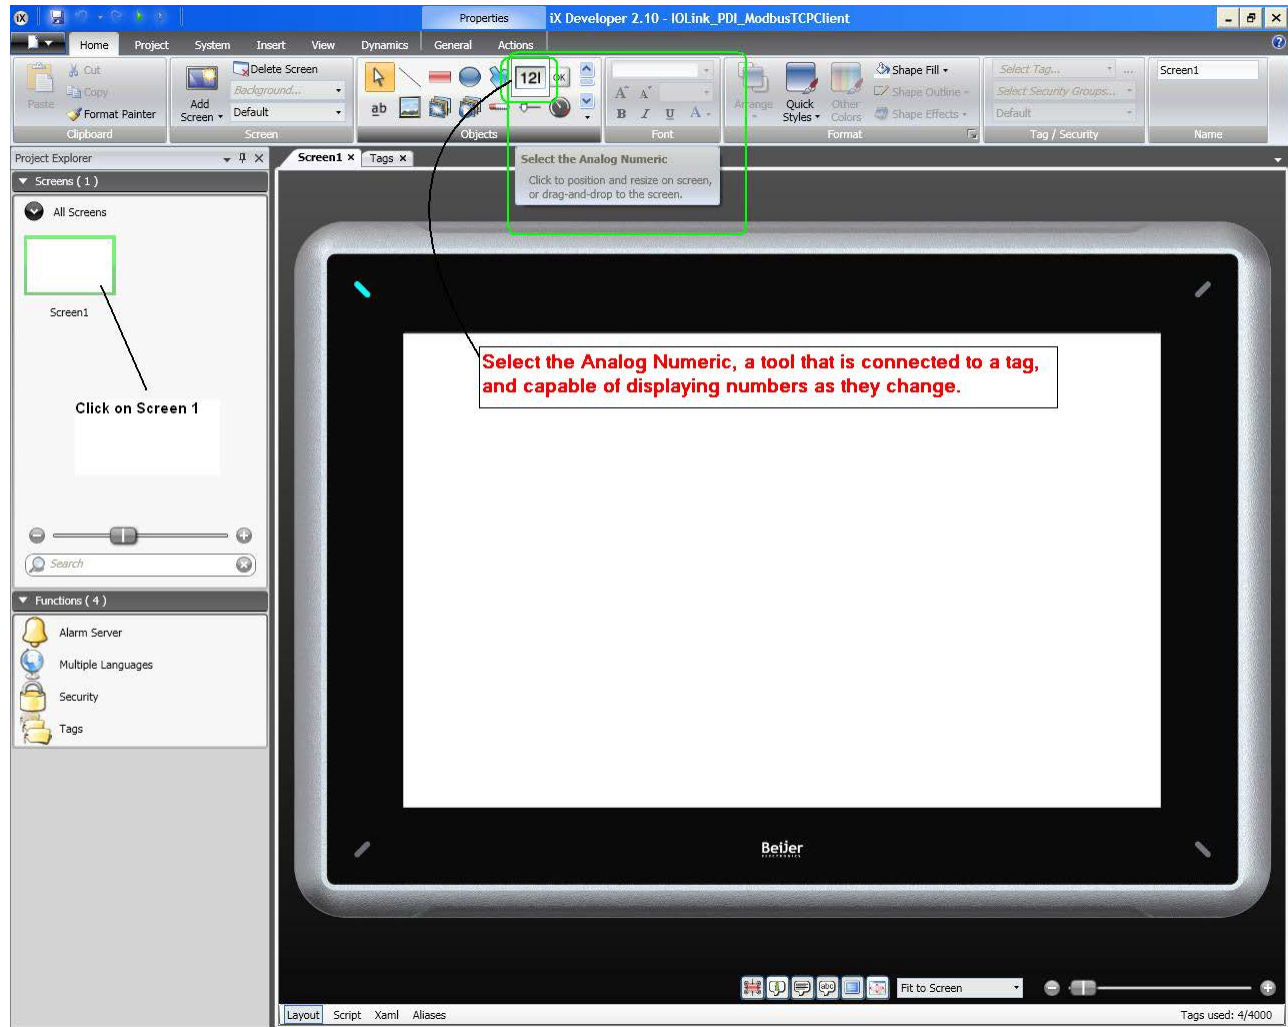 iX
Properties
iX Developer 2.10 - IOLink_PDI_ModbusTCPClient
Home Project System Insert View Dynamics General Actions
Paste
Cut
Copy
Format Painter
Clipboard
Add Screen
Delete Screen
Background...
Default
Screen
ab
12I
OK
Objects
A A
B I U A
Font
Arrange
Quick Styles
Other Colors
Shape Fill
Shape Outline
Shape Effects
Format
Select Tag... ...
Select Security Groups...
Default
Tag / Security
Screen1
Name
Project Explorer
Screens ( 1 )
All Screens
Screen1
Click on Screen 1
Search
Functions ( 4 )
Alarm Server
Multiple Languages
Security
Tags
Screen1 x Tags x
Select the Analog Numeric
Click to position and resize on screen,
or drag-and-drop to the screen.
Select the Analog Numeric, a tool that is connected to a tag,
and capable of displaying numbers as they change.
Beijer
ELECTRONICS
abc
Fit to Screen
Layout Script Xaml Aliases
Tags used: 4/4000